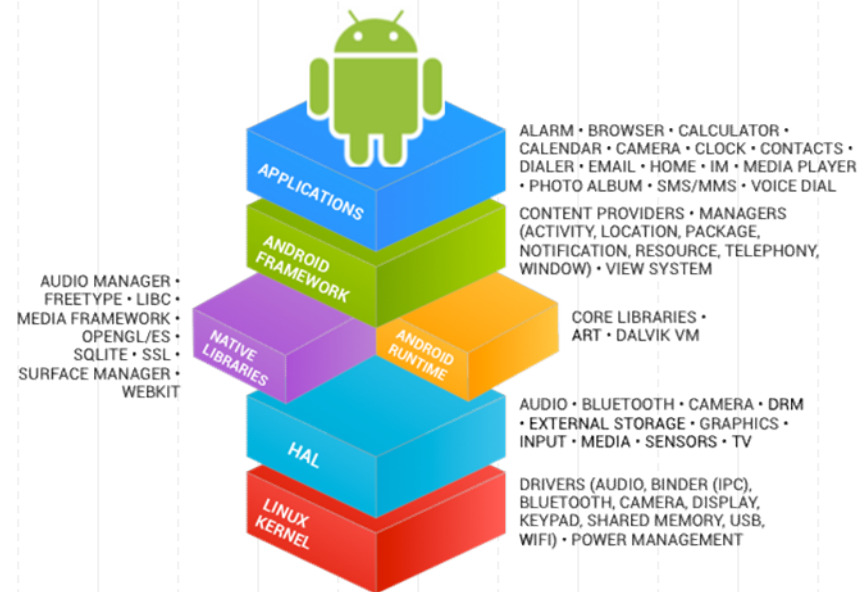 ALARM • BROWSER • CALCULATOR •
CALENDAR • CAMERA • CLOCK • CONTACTS •
DIALER • EMAIL • HOME • IM • MEDIA PLAYER
• PHOTO ALBUM • SMS/MMS • VOICE DIAL
APPLICATIONS
CONTENT PROVIDERS • MANAGERS
(ACTIVITY, LOCATION, PACKAGE,
NOTIFICATION, RESOURCE, TELEPHONY,
WINDOW) • VIEW SYSTEM
ANDROID
FRAMEWORK
AUDIO MANAGER •
FREETYPE • LIBC •
MEDIA FRAMEWORK •
OPENGL/ES •
SQLITE • SSL •
SURFACE MANAGER •
WEBKIT
NATIVE
LIBRARIES
ANDROID
RUNTIME
CORE LIBRARIES •
ART • DALVIK VM
AUDIO • BLUETOOTH • CAMERA • DRM
• EXTERNAL STORAGE • GRAPHICS •
INPUT • MEDIA • SENSORS • TV
HAL
DRIVERS (AUDIO, BINDER (IPC),
BLUETOOTH, CAMERA, DISPLAY,
KEYPAD, SHARED MEMORY, USB,
WIFI) • POWER MANAGEMENT
LINUX
KERNEL